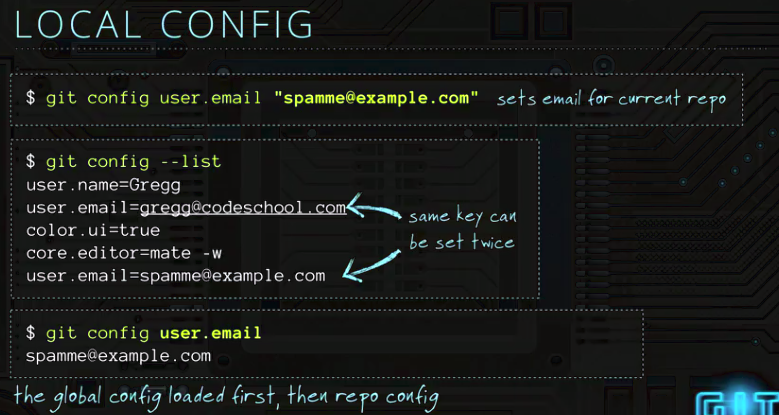 LOCAL CONFIG
$ git config user.email "spamme@example.com" sets email for current repo
$ git config --list
user.name=Gregg
user.email=gregg@codeschool.com
color.ui=true
core.editor=mate -w
user.email=spamme@example.com
same key can
be set twice
$ git config user.email
spamme@example.com
the global config loaded first, then repo config
GIT